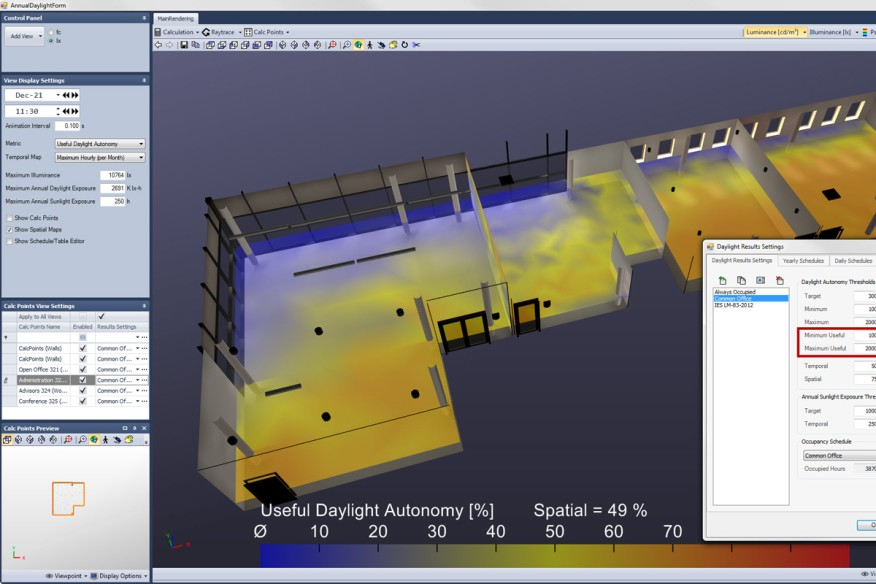 AnnualDaylightForm
Control Panel
Add View
fc
lx
View Display Settings
Dec-21
11:30
Animation Interval 0.100 s
Metric Useful Daylight Autonomy
Temporal Map Maximum Hourly (per Month)
Maximum Illuminance 10764 lx
Maximum Annual Daylight Exposure 2691 K lx-h
Maximum Annual Sunlight Exposure 250 h
Show Calc Points
Show Spatial Maps
Show Schedule/Table Editor
Calc Points View Settings
Apply to All Views
Calc Points Name Enabled Results Settings
CalcPoints (Walls) Common Of...
CalcPoints (Walls) Common Of...
Open Office 321 (... Common Of...
Administration 32... Common Of...
Advisors 324 (Wo... Common Of...
Conference 325 (... Common Of...
Calc Points Preview
Viewpoint Display Options
MainRendering
Calculation Raytrace Calc Points
Luminance [cd/m²] Illuminance [lx]
Useful Daylight Autonomy [%] Spatial = 49 %
Ø 10 20 30 40 50 60 70
Daylight Results Settings
Daylight Results Settings Yearly Schedules Daily Schedules
Always Occupied
Common Office
IES LM-83-2012
Daylight Autonomy Thresholds
Target 300
Minimum 100
Maximum 2000
Minimum Useful 100
Maximum Useful 2000
Temporal 50
Spatial 75
Annual Sunlight Exposure Thre
Target 1000
Temporal 250
Occupancy Schedule
Common Office
Occupied Hours 3870